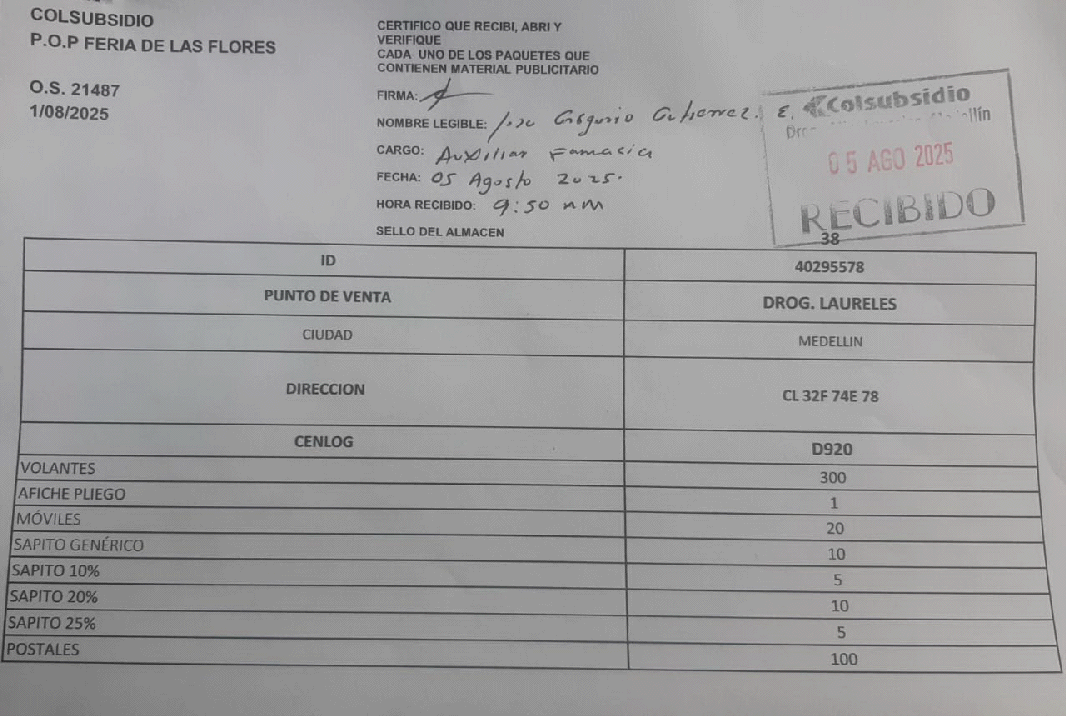 COLSUBSIDIO
P.O.P FERIA DE LAS FLORES
O.S. 21487
1/08/2025
CERTIFICO QUE RECIBI, ABRI Y
VERIFIQUE
CADA UNO DE LOS PAQUETES QUE
CONTIENEN MATERIAL PUBLICITARIO
FIRMA:
NOMBRE LEGIBLE: Jose Gregorio Gutierrez. E.
CARGO: Auxiliar Famacia
FECHA: 05 Agosto 2025.
HORA RECIBIDO: 9:50
SELLO DEL ALMACEN
Colsubsidio
05 AGO 2025
RECIBIDO
38
ID 40295578
PUNTO DE VENTA DROG. LAURELES
CIUDAD MEDELLIN
DIRECCION CL 32F 74E 78
CENLOG D920
VOLANTES 300
AFICHE PLIEGO 1
MÓVILES 20
SAPITO GENÉRICO 10
SAPITO 10% 5
SAPITO 20% 10
SAPITO 25% 5
POSTALES 100